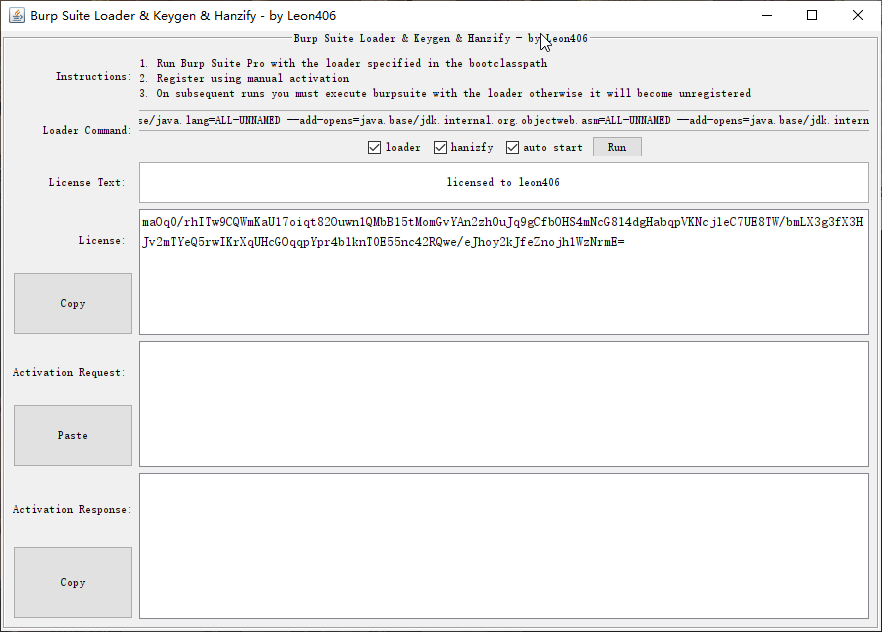 Burp Suite Loader & Keygen & Hanzify - by Leon406
Burp Suite Loader & Keygen & Hanzify - by Leon406
Instructions:
1. Run Burp Suite Pro with the loader specified in the bootclasspath
2. Register using manual activation
3. On subsequent runs you must execute burpsuite with the loader otherwise it will become unregistered
Loader Command:
se/java.lang=ALL-UNNAMED --add-opens=java.base/jdk.internal.org.objectweb.asm=ALL-UNNAMED --add-opens=java.base/jdk.intern
loader hanizfy auto start Run
License Text:
licensed to leon406
License:
Copy
Activation Request:
Paste
Activation Response:
Copy